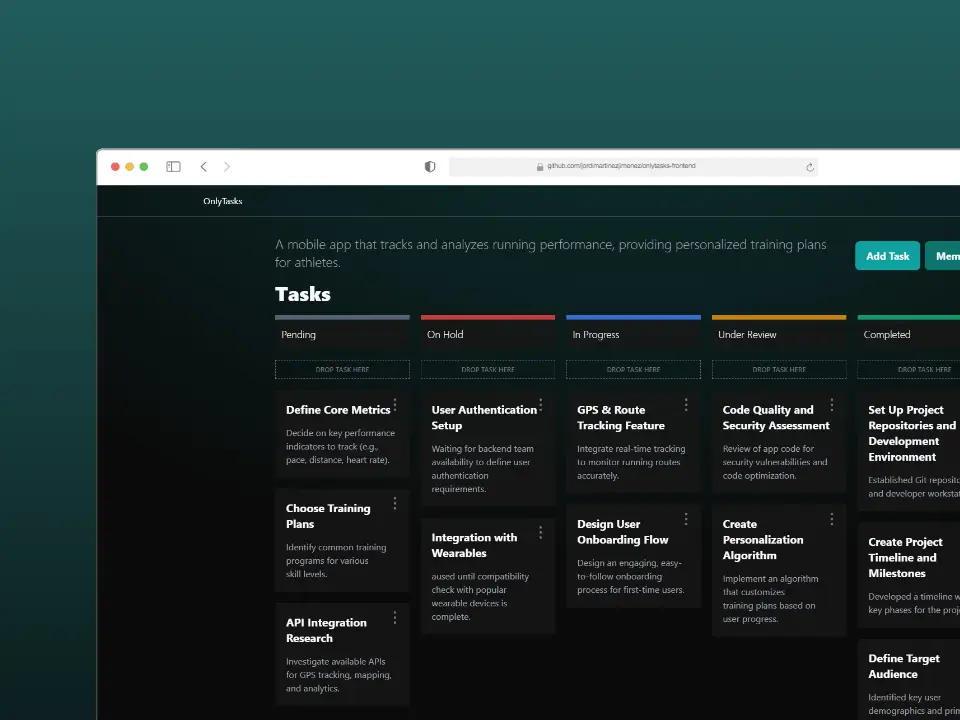 github.com/jordimartinezjimenez/onlytasks-frontend
OnlyTasks
A mobile app that tracks and analyzes running performance, providing personalized training plans
for athletes.
Add Task
Mem
Tasks
Pending
On Hold
In Progress
Under Review
Completed
DROP TASK HERE
DROP TASK HERE
DROP TASK HERE
DROP TASK HERE
DROP TASK HERE
Define Core Metrics
Decide on key performance
indicators to track (e.g.,
pace, distance, heart rate).
Choose Training
Plans
Identify common training
programs for various
skill levels.
API Integration
Research
Investigate available APIs
for GPS tracking, mapping,
and analytics.
User Authentication
Setup
Waiting for backend team
availability to define user
authentication
requirements.
Integration with
Wearables
aused until compatibility
check with popular
wearable devices is
complete.
GPS & Route
Tracking Feature
Integrate real-time tracking
to monitor running routes
accurately.
Design User
Onboarding Flow
Design an engaging, easy-
to-follow onboarding
process for first-time users.
Code Quality and
Security Assessment
Review of app code for
security vulnerabilities and
code optimization.
Create
Personalization
Algorithm
Implement an algorithm
that customizes
training plans based on
user progress.
Set Up Project
Repositories and
Development
Environment
Established Git reposito
and developer worksta
Create Project
Timeline and
Milestones
Developed a timeline w
key phases for the proj
Define Target
Audience
Identified key user
demographics and prim